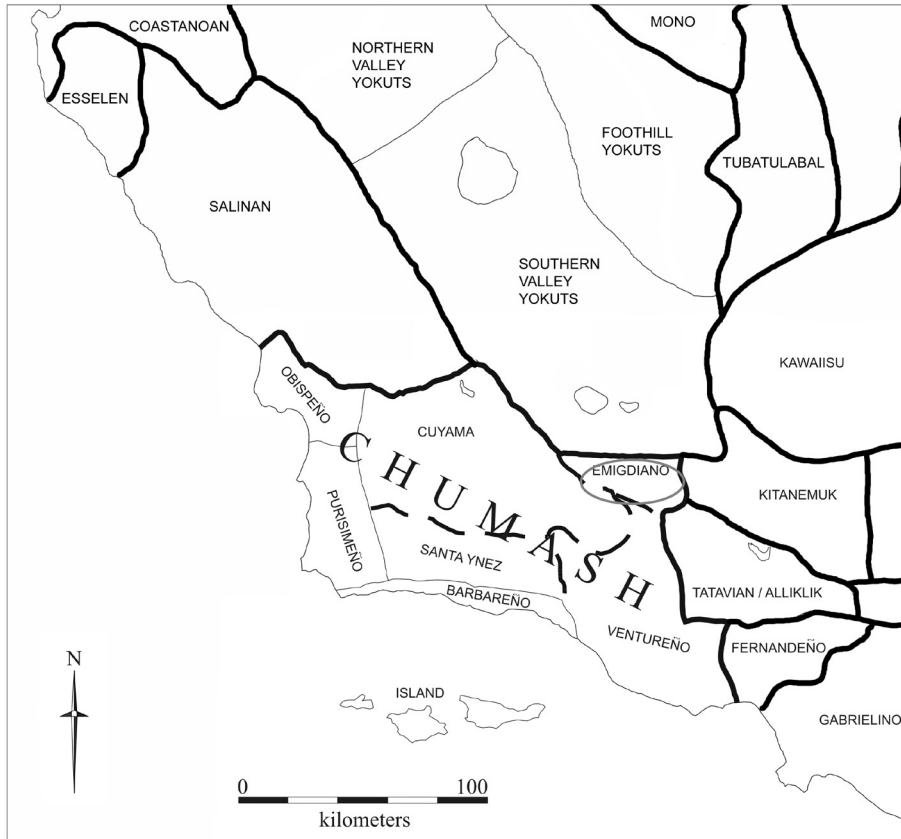 COASTANOAN
MONO
NORTHERN
VALLEY
YOKUTS
ESSELEN
FOOTHILL
YOKUTS
TUBATULABAL
SALINAN
SOUTHERN
VALLEY
YOKUTS
KAWAIISU
OBISPEÑO
CUYAMA
CHUMASH
EMIGDIANO
KITANEMUK
PURISIMEÑO
SANTA YNEZ
BARBAREÑO
TATAVIAN / ALLIKLIK
VENTUREÑO
FERNANDEÑO
N
ISLAND
GABRIELINO
0 100
kilometers